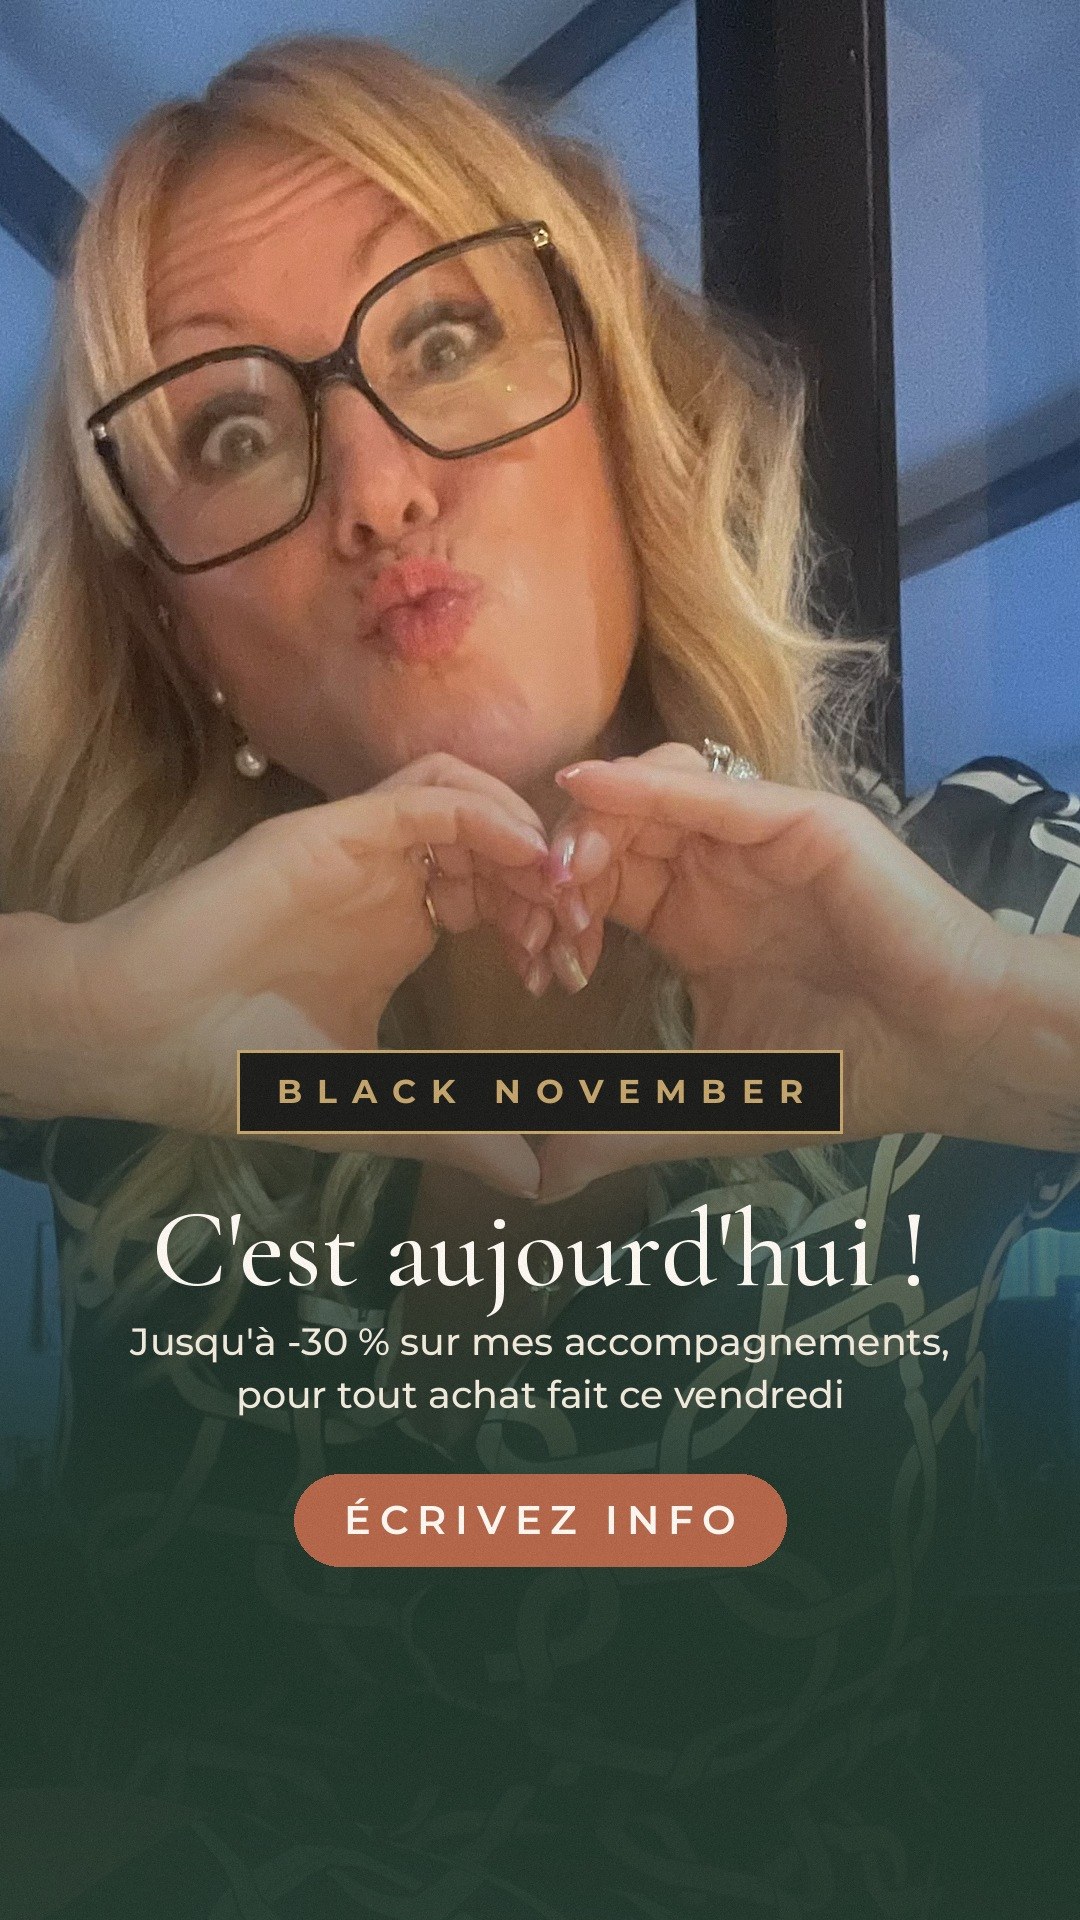 BLACK NOVEMBER
C'est aujourd'hui !
Jusqu'à -30 % sur mes accompagnements,
pour tout achat fait ce vendredi
ÉCRIVEZ INFO